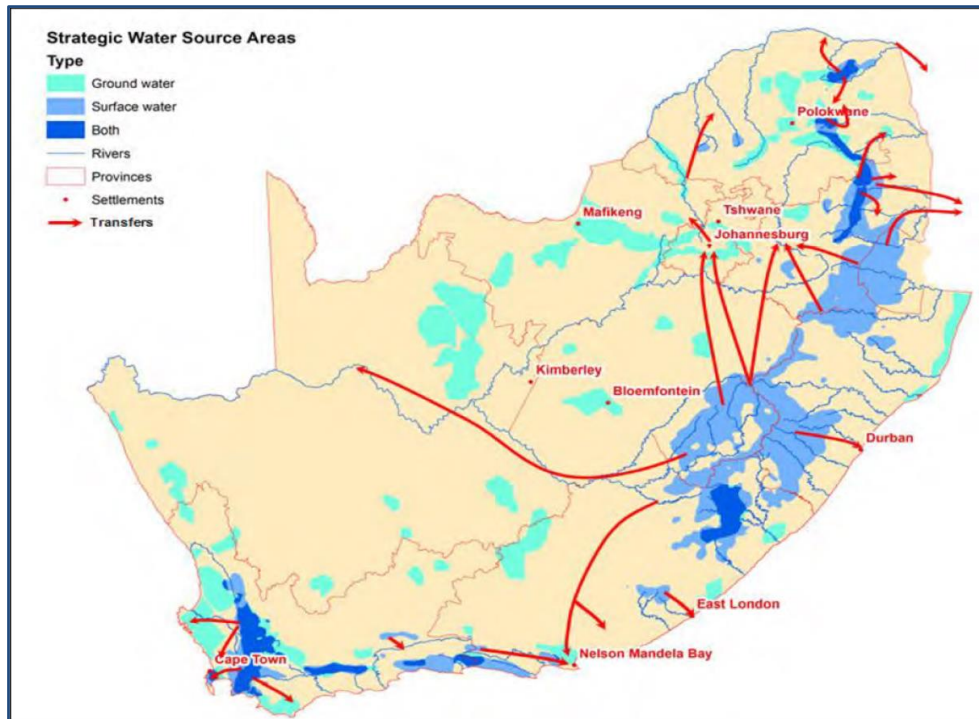 Strategic Water Source Areas
Type
Ground water
Surface water
Both
Rivers
Provinces
Settlements
Transfers
Polokwane
Mafikeng
Tshwane
Johannesburg
Kimberley
Bloemfontein
Durban
East London
Nelson Mandela Bay
Cape Town